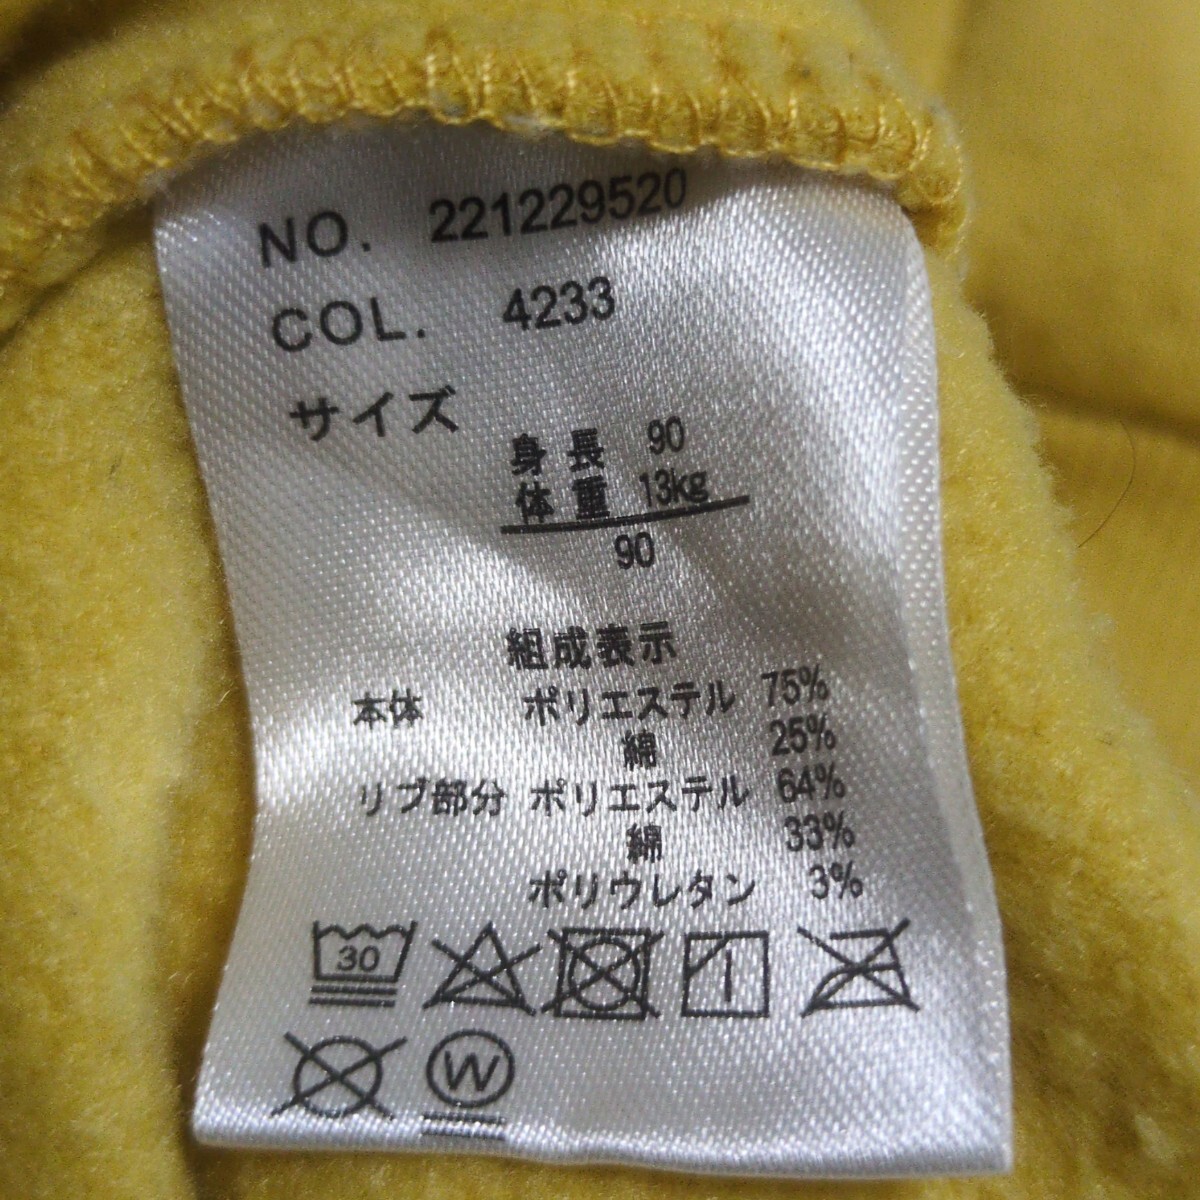 NO. 221229520
COL. 4233
サイズ
身長 90
体重 13kg
90
組成表示
本体 ポリエステル 75%
綿 25%
リブ部分 ポリエステル 64%
綿 33%
ポリウレタン 3%
30
W